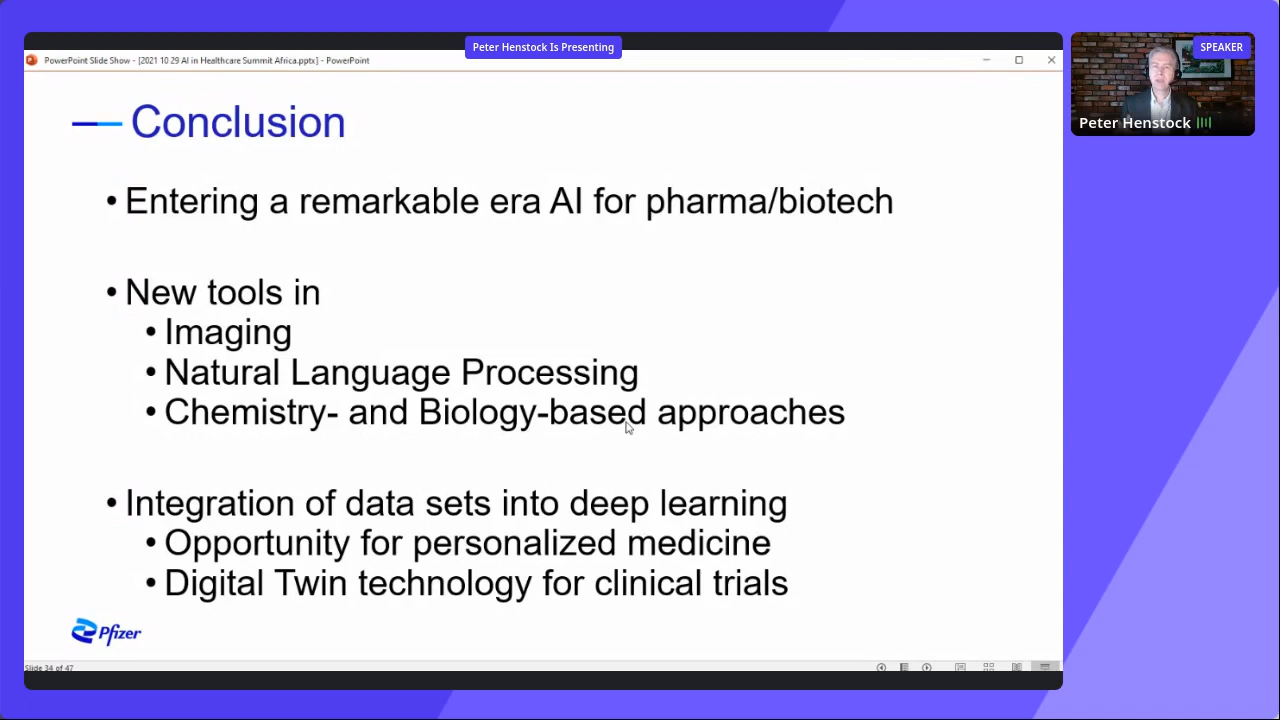 Peter Henstock Is Presenting
PowerPoint Slide Show - [2021 10 29 AI in Healthcare Summit Africa.pptx] - PowerPoint
SPEAKER
Peter Henstock
Conclusion
• Entering a remarkable era AI for pharma/biotech
• New tools in
• Imaging
• Natural Language Processing
• Chemistry- and Biology-based approaches
• Integration of data sets into deep learning
• Opportunity for personalized medicine
• Digital Twin technology for clinical trials
Pfizer
Slide 34 of 47